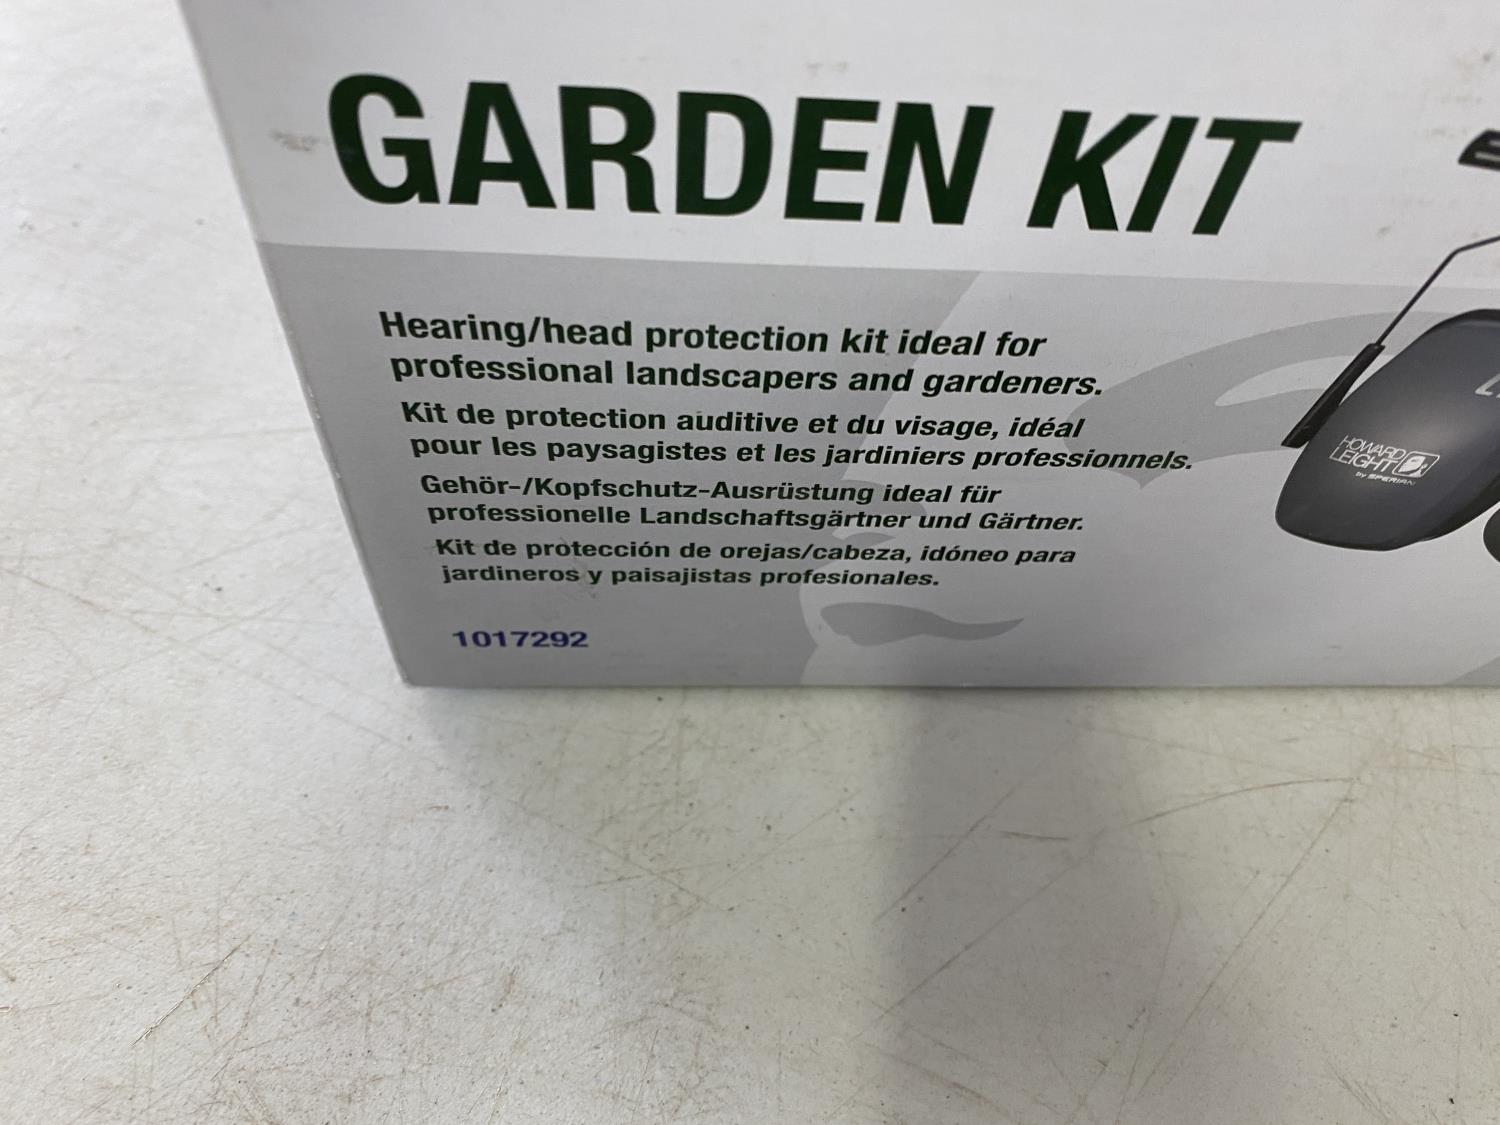 GARDEN KIT
Hearing/head protection kit ideal for
professional landscapers and gardeners.
Kit de protection auditive et du visage, idéal
pour les paysagistes et les jardiniers professionnels.
Gehör-/Kopfschutz-Ausrüstung ideal für
professionelle Landschaftsgärtner und Gärtner.
Kit de protección de orejas/cabeza, idóneo para
jardineros y paisajistas profesionales.
1017292
HOWARD
LEIGHT
by SPERIAN